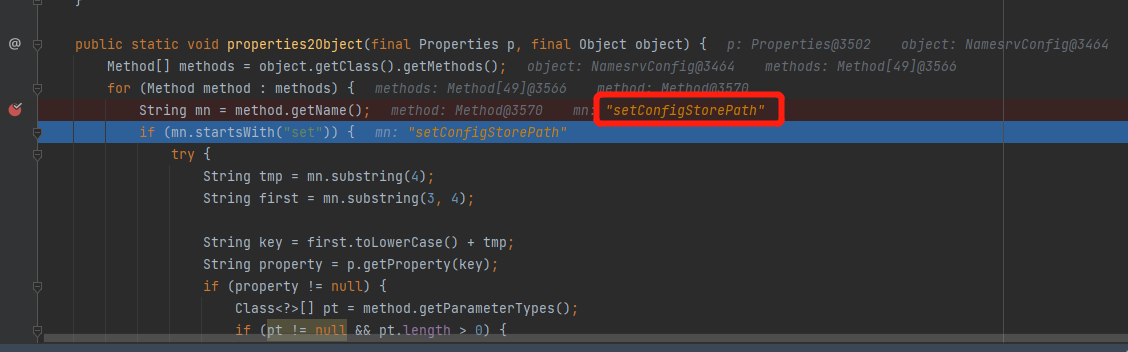 }
@ public static void properties2Object(final Properties p, final Object object) { p: Properties@3502 object: NamesrvConfig@3464
Method[] methods = object.getClass().getMethods(); object: NamesrvConfig@3464 methods: Method[49]@3566
for (Method method : methods) { methods: Method[49]@3566 method: Method@3570
String mn = method.getName(); method: Method@3570 mn: "setConfigStorePath"
if (mn.startsWith("set")) { mn: "setConfigStorePath"
try {
String tmp = mn.substring(4);
String first = mn.substring(3, 4);
String key = first.toLowerCase() + tmp;
String property = p.getProperty(key);
if (property != null) {
Class<?>[] pt = method.getParameterTypes();
if (pt != null && pt.length > 0) {